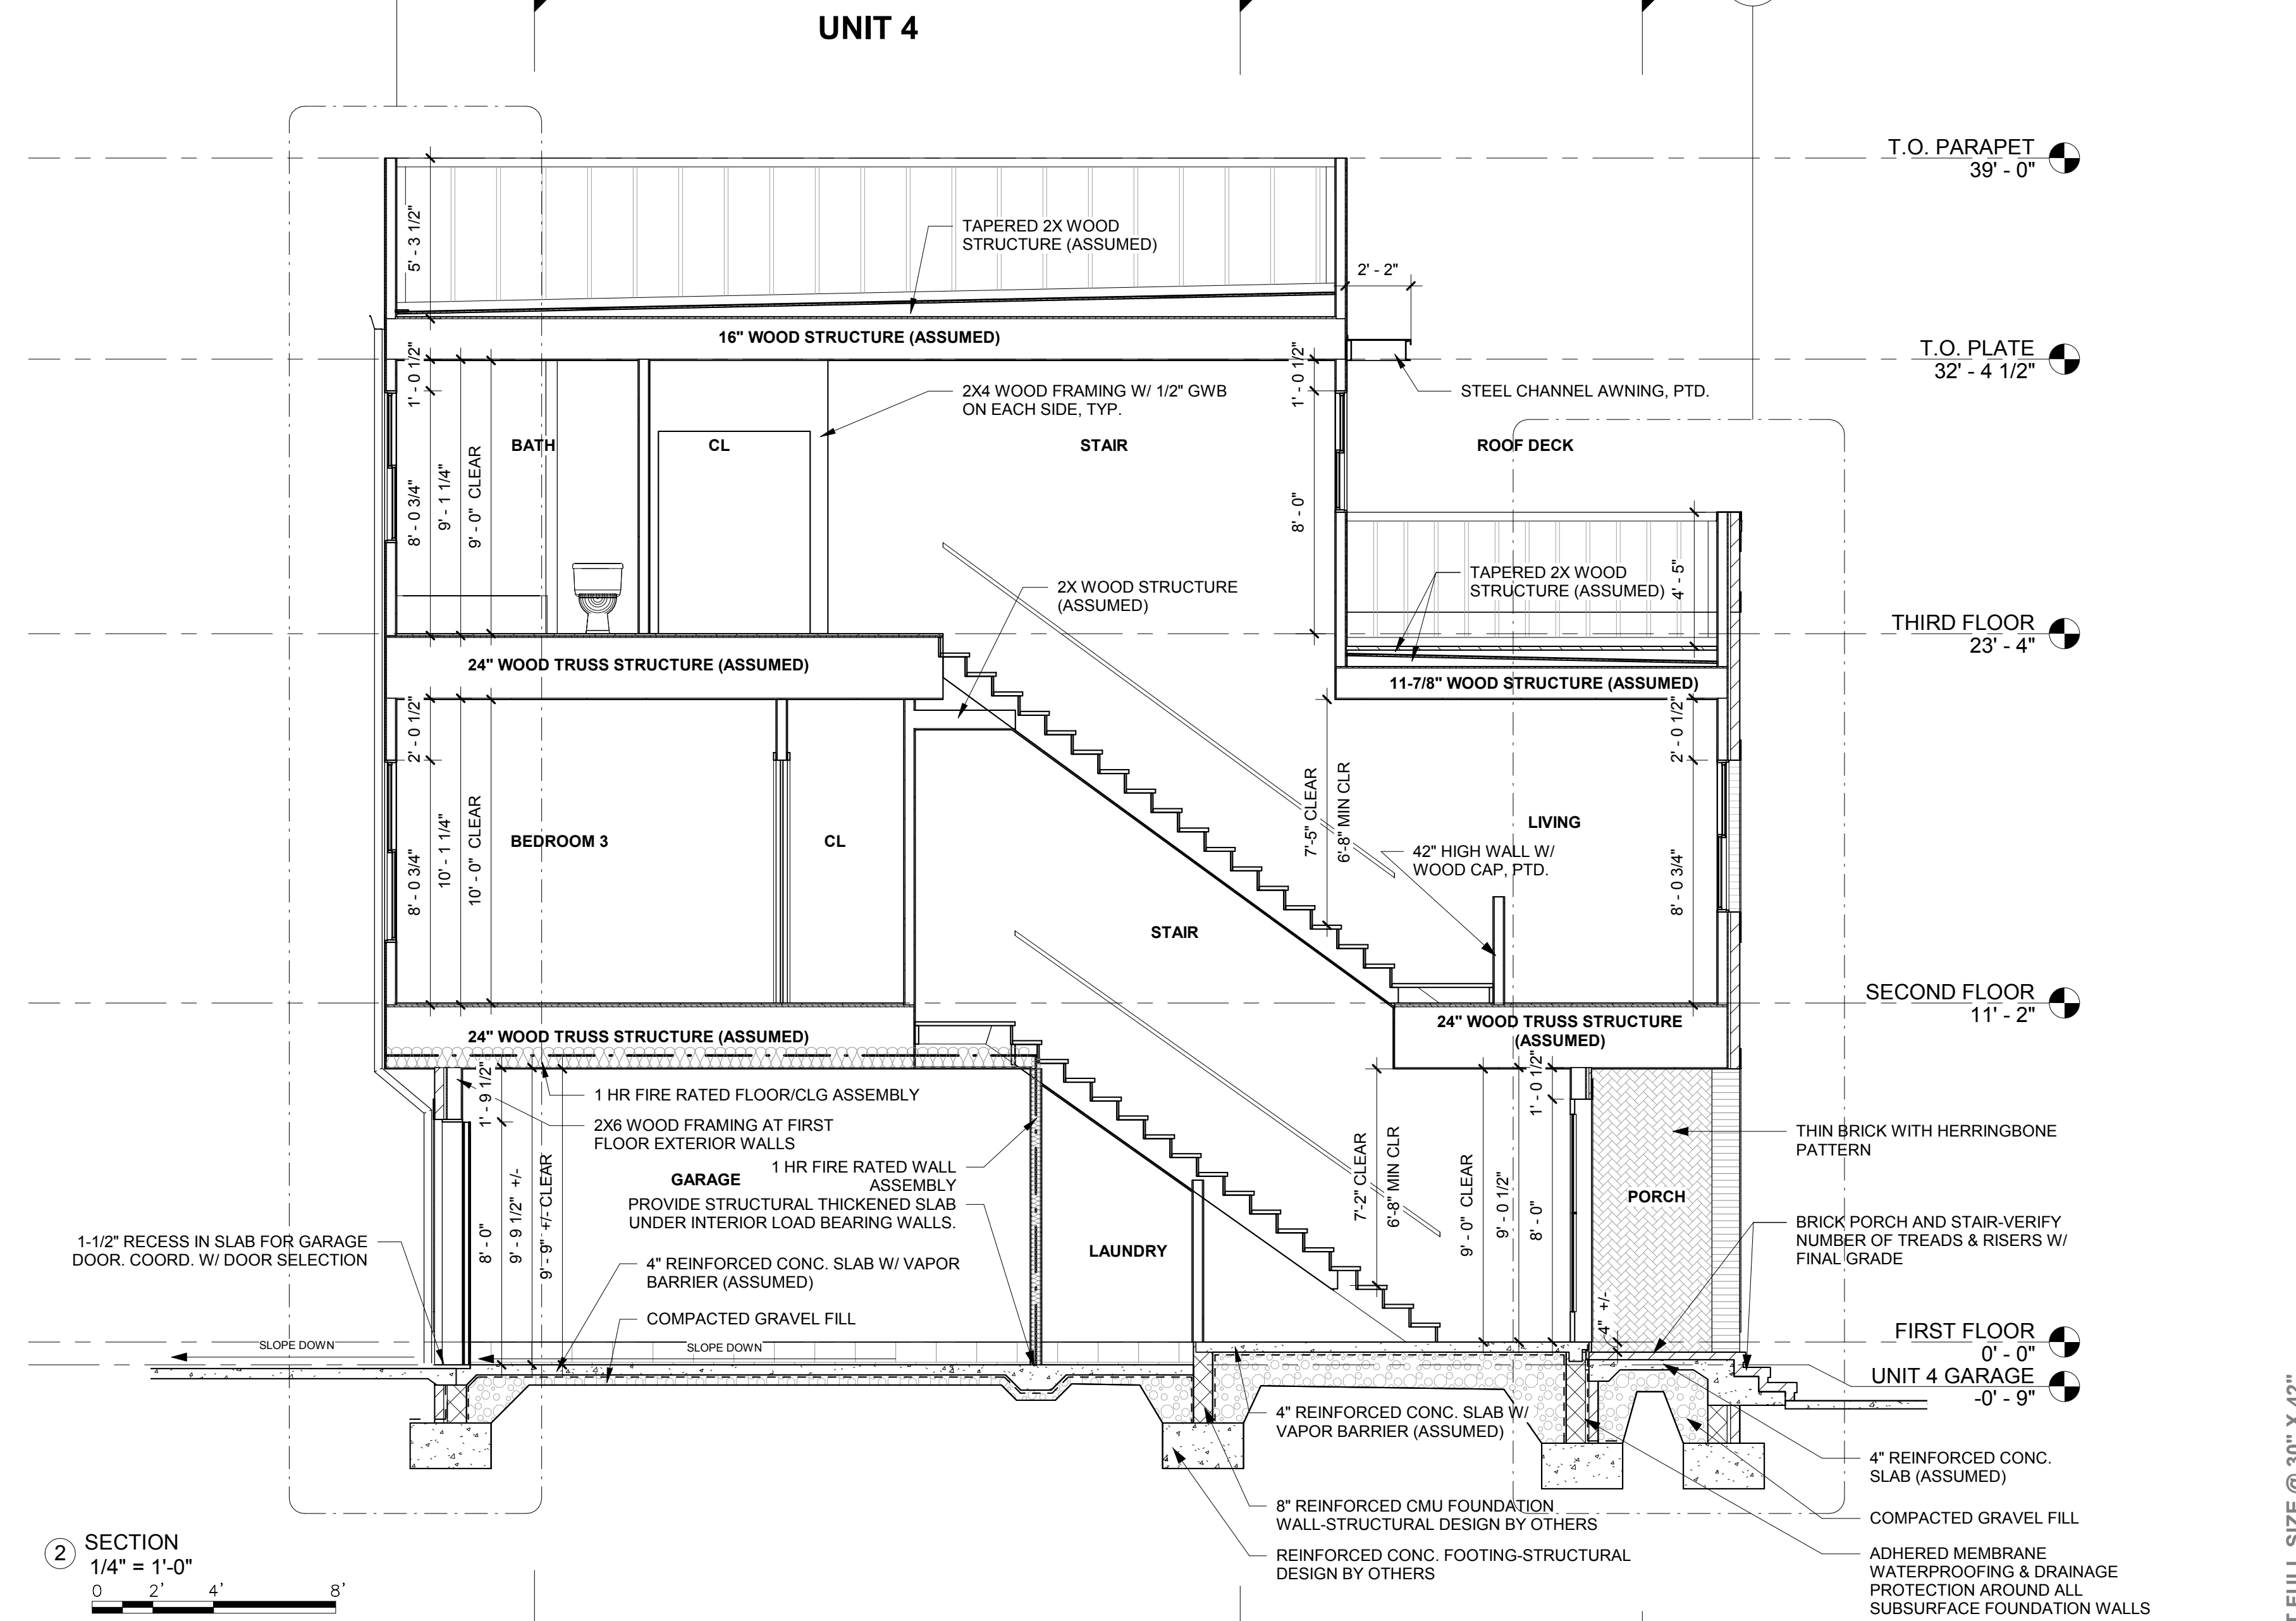 UNIT 4
T.O. PARAPET
39' - 0"
5' - 3 1/2"
TAPERED 2X WOOD
STRUCTURE (ASSUMED)
2' - 2"
16" WOOD STRUCTURE (ASSUMED)
T.O. PLATE
32' - 4 1/2"
1' - 0 1/2"
1' - 0 1/2"
2X4 WOOD FRAMING W/ 1/2" GWB
ON EACH SIDE, TYP.
STEEL CHANNEL AWNING, PTD.
BATH
CL
STAIR
ROOF DECK
8' - 0 3/4"
9' - 1 1/4"
9' - 0" CLEAR
8' - 0"
2X WOOD STRUCTURE
(ASSUMED)
TAPERED 2X WOOD
STRUCTURE (ASSUMED)
4' - 5"
THIRD FLOOR
23' - 4"
24" WOOD TRUSS STRUCTURE (ASSUMED)
11-7/8" WOOD STRUCTURE (ASSUMED)
2' - 0 1/2"
2' - 0 1/2"
7'-5" CLEAR
6'-8" MIN CLR
LIVING
BEDROOM 3
CL
42" HIGH WALL W/
WOOD CAP, PTD.
8' - 0 3/4"
10' - 1 1/4"
10' - 0" CLEAR
8' - 0 3/4"
STAIR
SECOND FLOOR
11' - 2"
24" WOOD TRUSS STRUCTURE (ASSUMED)
24" WOOD TRUSS STRUCTURE
(ASSUMED)
1' - 9 1/2"
1' - 0 1/2"
1 HR FIRE RATED FLOOR/CLG ASSEMBLY
2X6 WOOD FRAMING AT FIRST
FLOOR EXTERIOR WALLS
1 HR FIRE RATED WALL
ASSEMBLY
GARAGE
PROVIDE STRUCTURAL THICKENED SLAB
UNDER INTERIOR LOAD BEARING WALLS.
8' - 0"
9' - 9 1/2" +/-
9' - 9" +/- CLEAR
7'-2" CLEAR
6'-8" MIN CLR
9' - 0" CLEAR
9' - 0 1/2"
8' - 0"
THIN BRICK WITH HERRINGBONE
PATTERN
PORCH
BRICK PORCH AND STAIR-VERIFY
NUMBER OF TREADS & RISERS W/
FINAL GRADE
1-1/2" RECESS IN SLAB FOR GARAGE
DOOR. COORD. W/ DOOR SELECTION
4" REINFORCED CONC. SLAB W/ VAPOR
BARRIER (ASSUMED)
LAUNDRY
COMPACTED GRAVEL FILL
4" +/-
SLOPE DOWN
SLOPE DOWN
FIRST FLOOR
0' - 0"
UNIT 4 GARAGE
-0' - 9"
4" REINFORCED CONC. SLAB W/
VAPOR BARRIER (ASSUMED)
4" REINFORCED CONC.
SLAB (ASSUMED)
8" REINFORCED CMU FOUNDATION
WALL-STRUCTURAL DESIGN BY OTHERS
COMPACTED GRAVEL FILL
REINFORCED CONC. FOOTING-STRUCTURAL
DESIGN BY OTHERS
ADHERED MEMBRANE
WATERPROOFING & DRAINAGE
PROTECTION AROUND ALL
SUBSURFACE FOUNDATION WALLS
2
SECTION
1/4" = 1'-0"
0 2' 4' 8'
FULL SIZE @ 30" X 42"